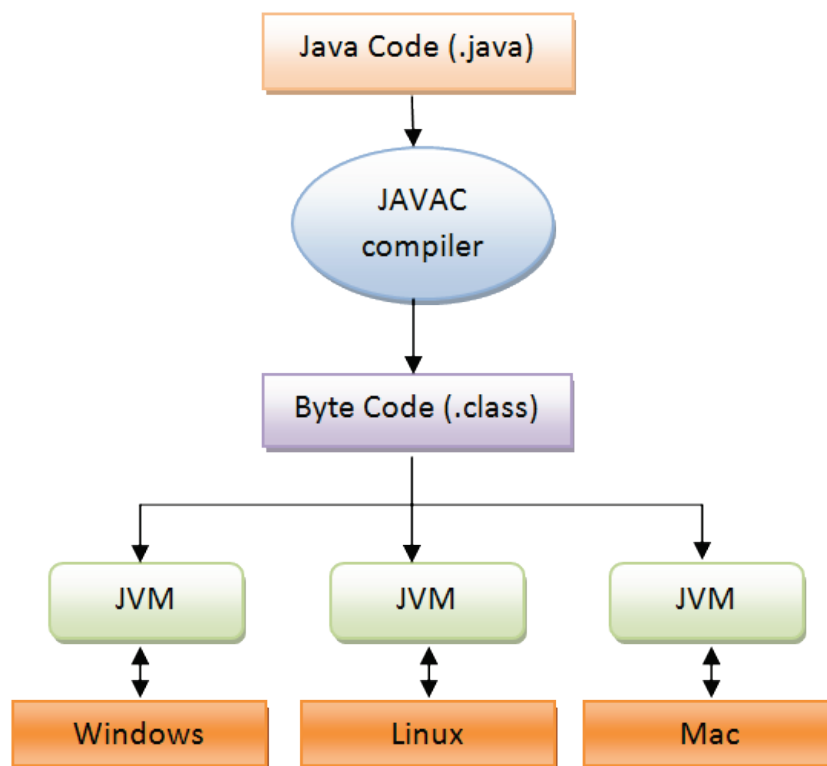 Java Code (.java)
JAVAC
compiler
Byte Code (.class)
JVM
JVM
JVM
Windows
Linux
Mac